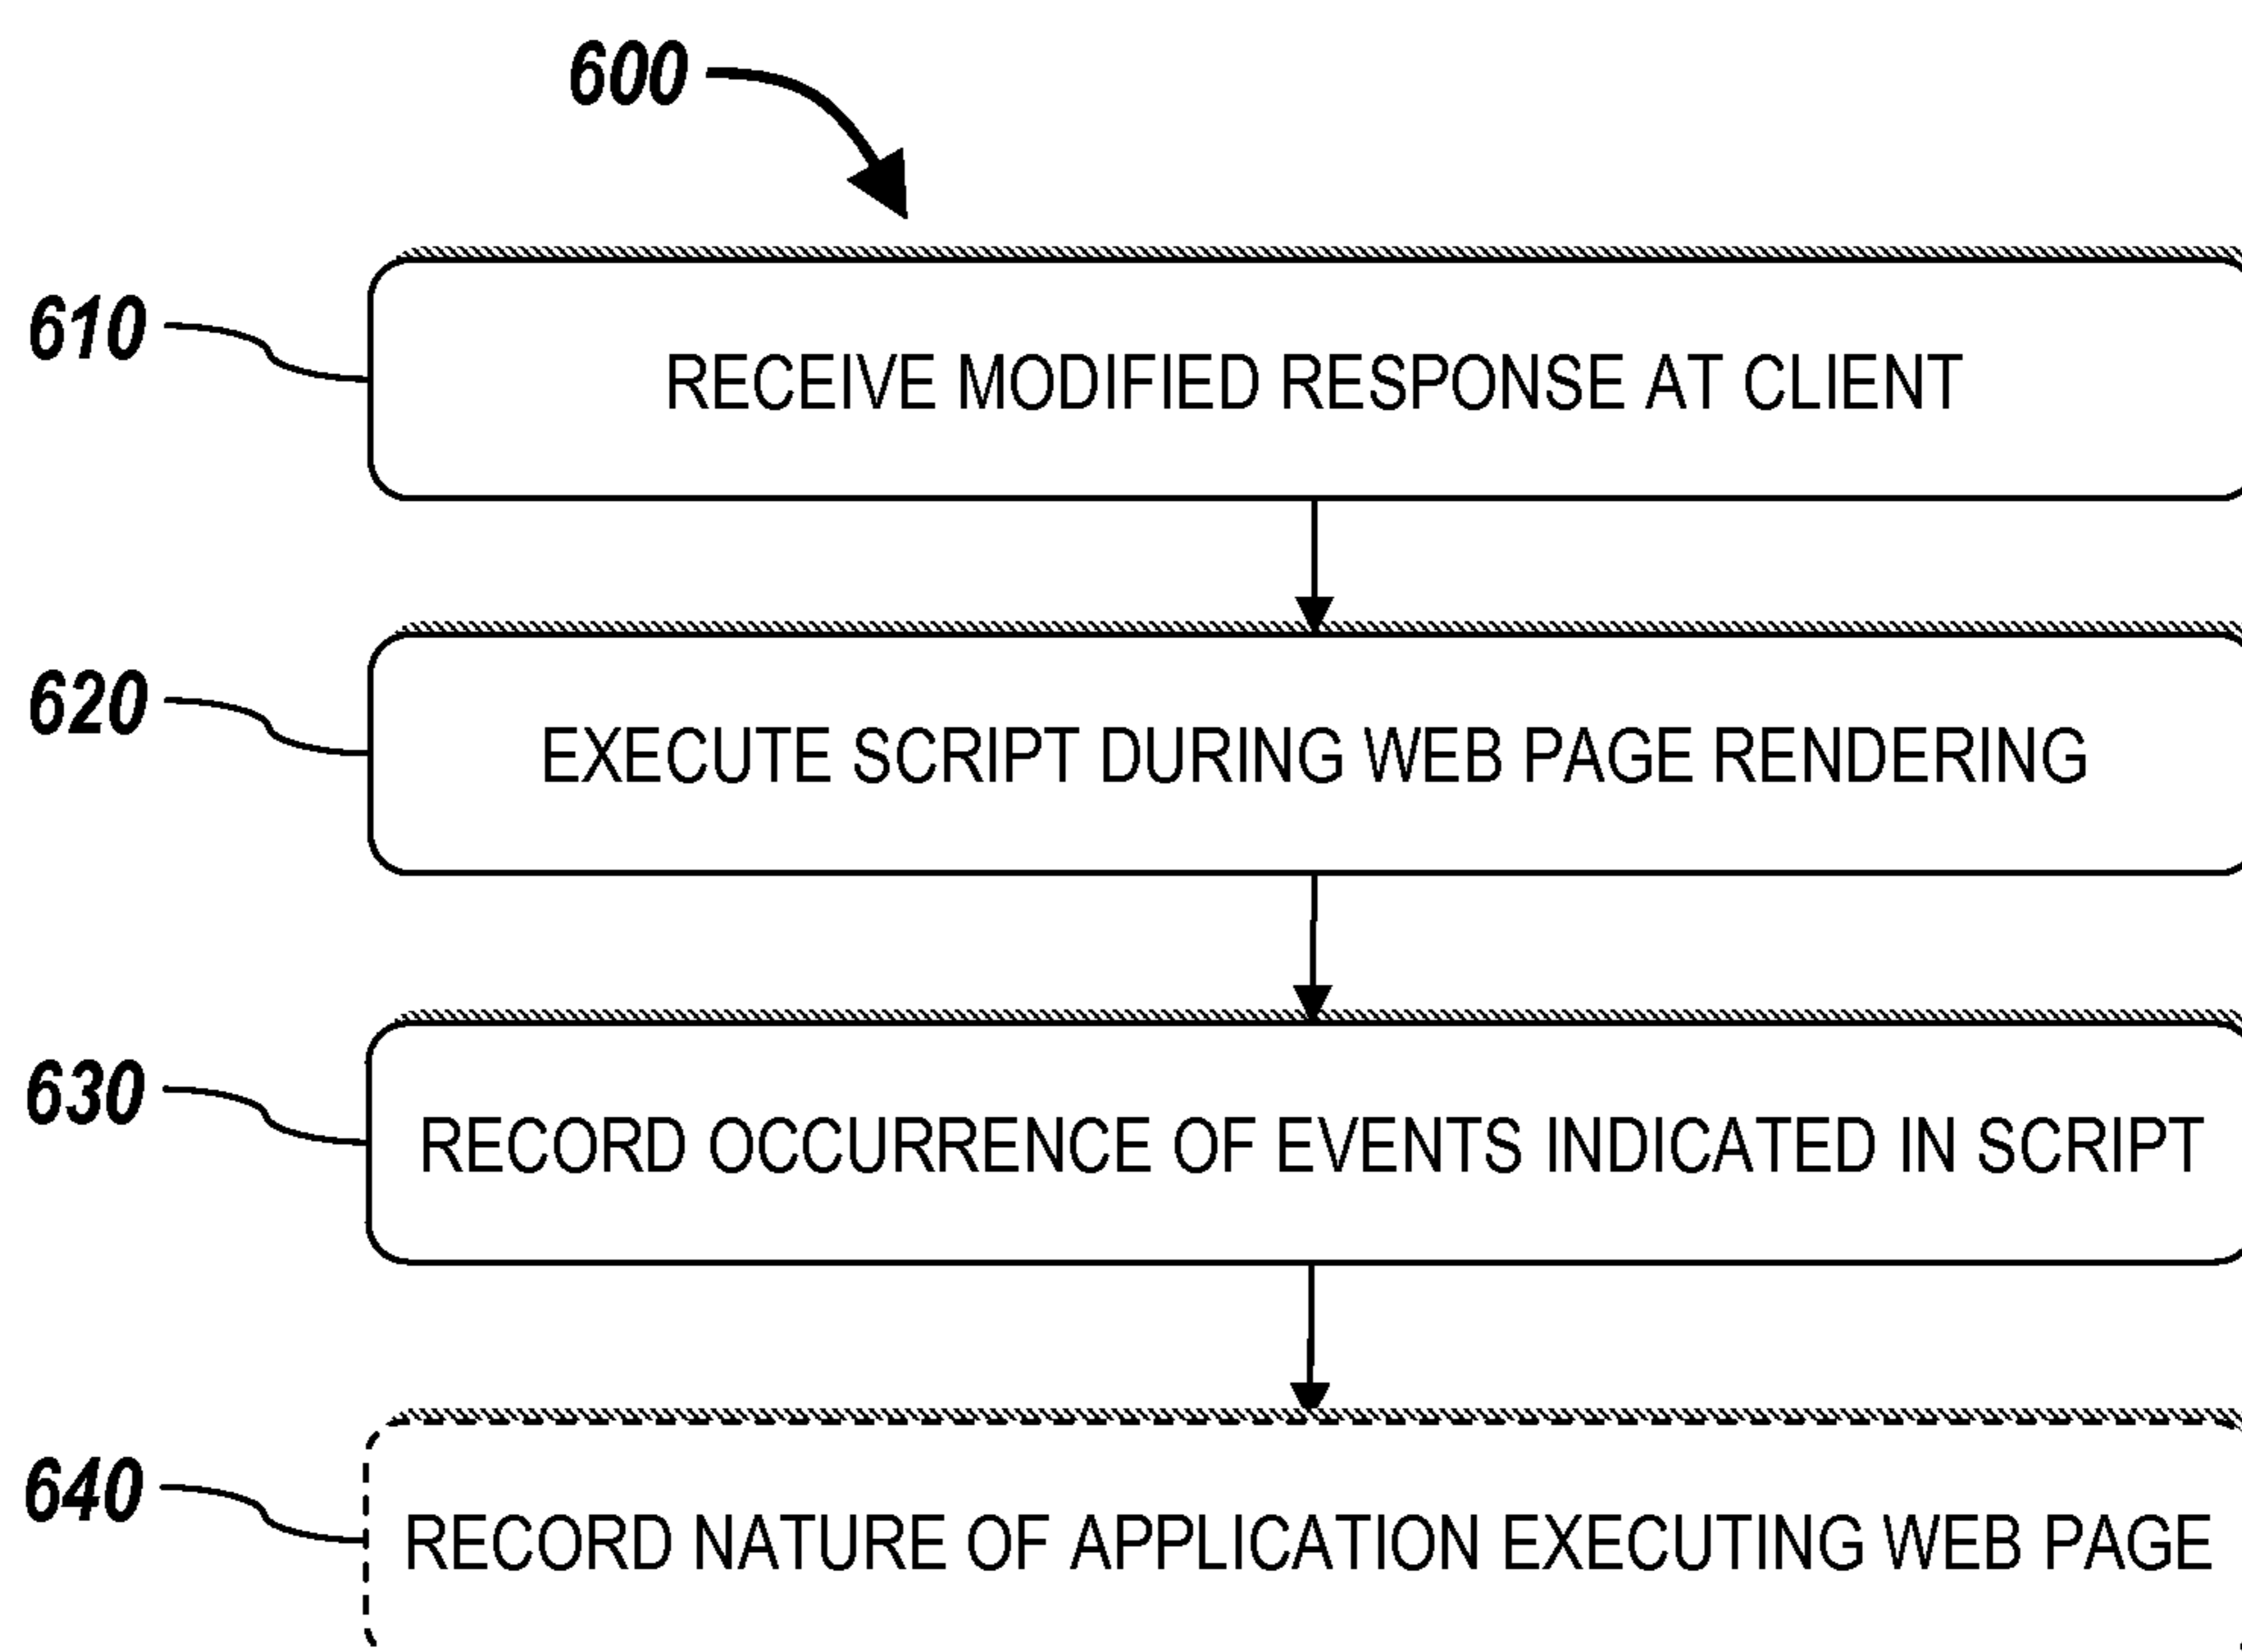 600
610
RECEIVE MODIFIED RESPONSE AT CLIENT
620
EXECUTE SCRIPT DURING WEB PAGE RENDERING
630
RECORD OCCURRENCE OF EVENTS INDICATED IN SCRIPT
640
RECORD NATURE OF APPLICATION EXECUTING WEB PAGE